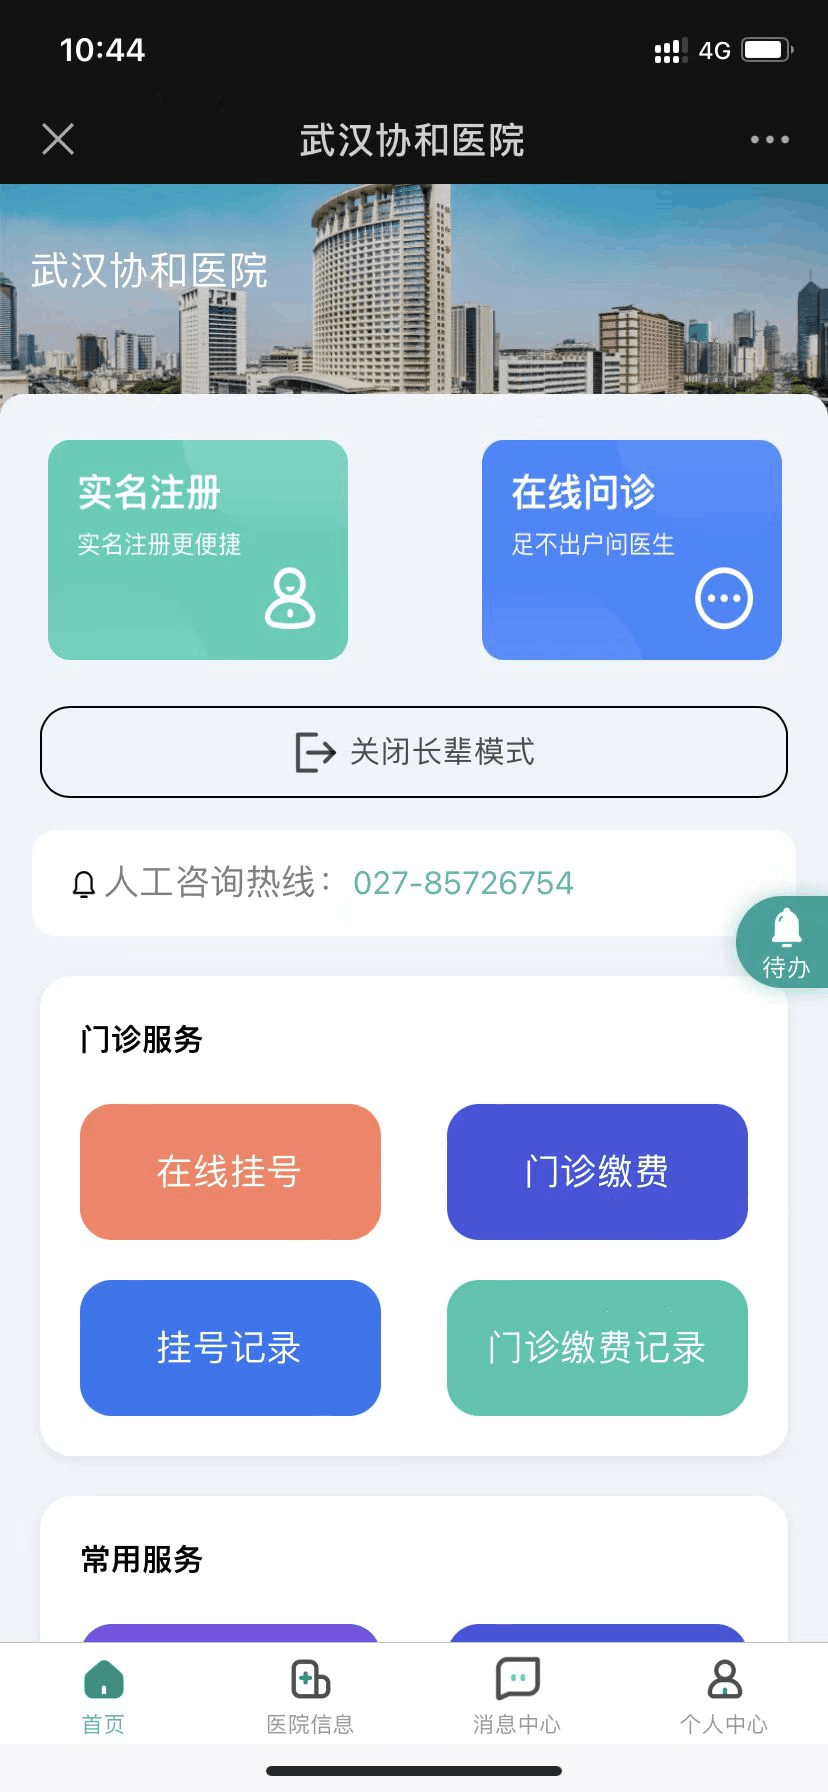 10:44
4G
武汉协和医院
武汉协和医院
实名注册
实名注册更便捷
在线问诊
足不出户问医生
关闭长辈模式
人工咨询热线：027-85726754
待办
门诊服务
在线挂号
门诊缴费
挂号记录
门诊缴费记录
常用服务
首页
医院信息
消息中心
个人中心